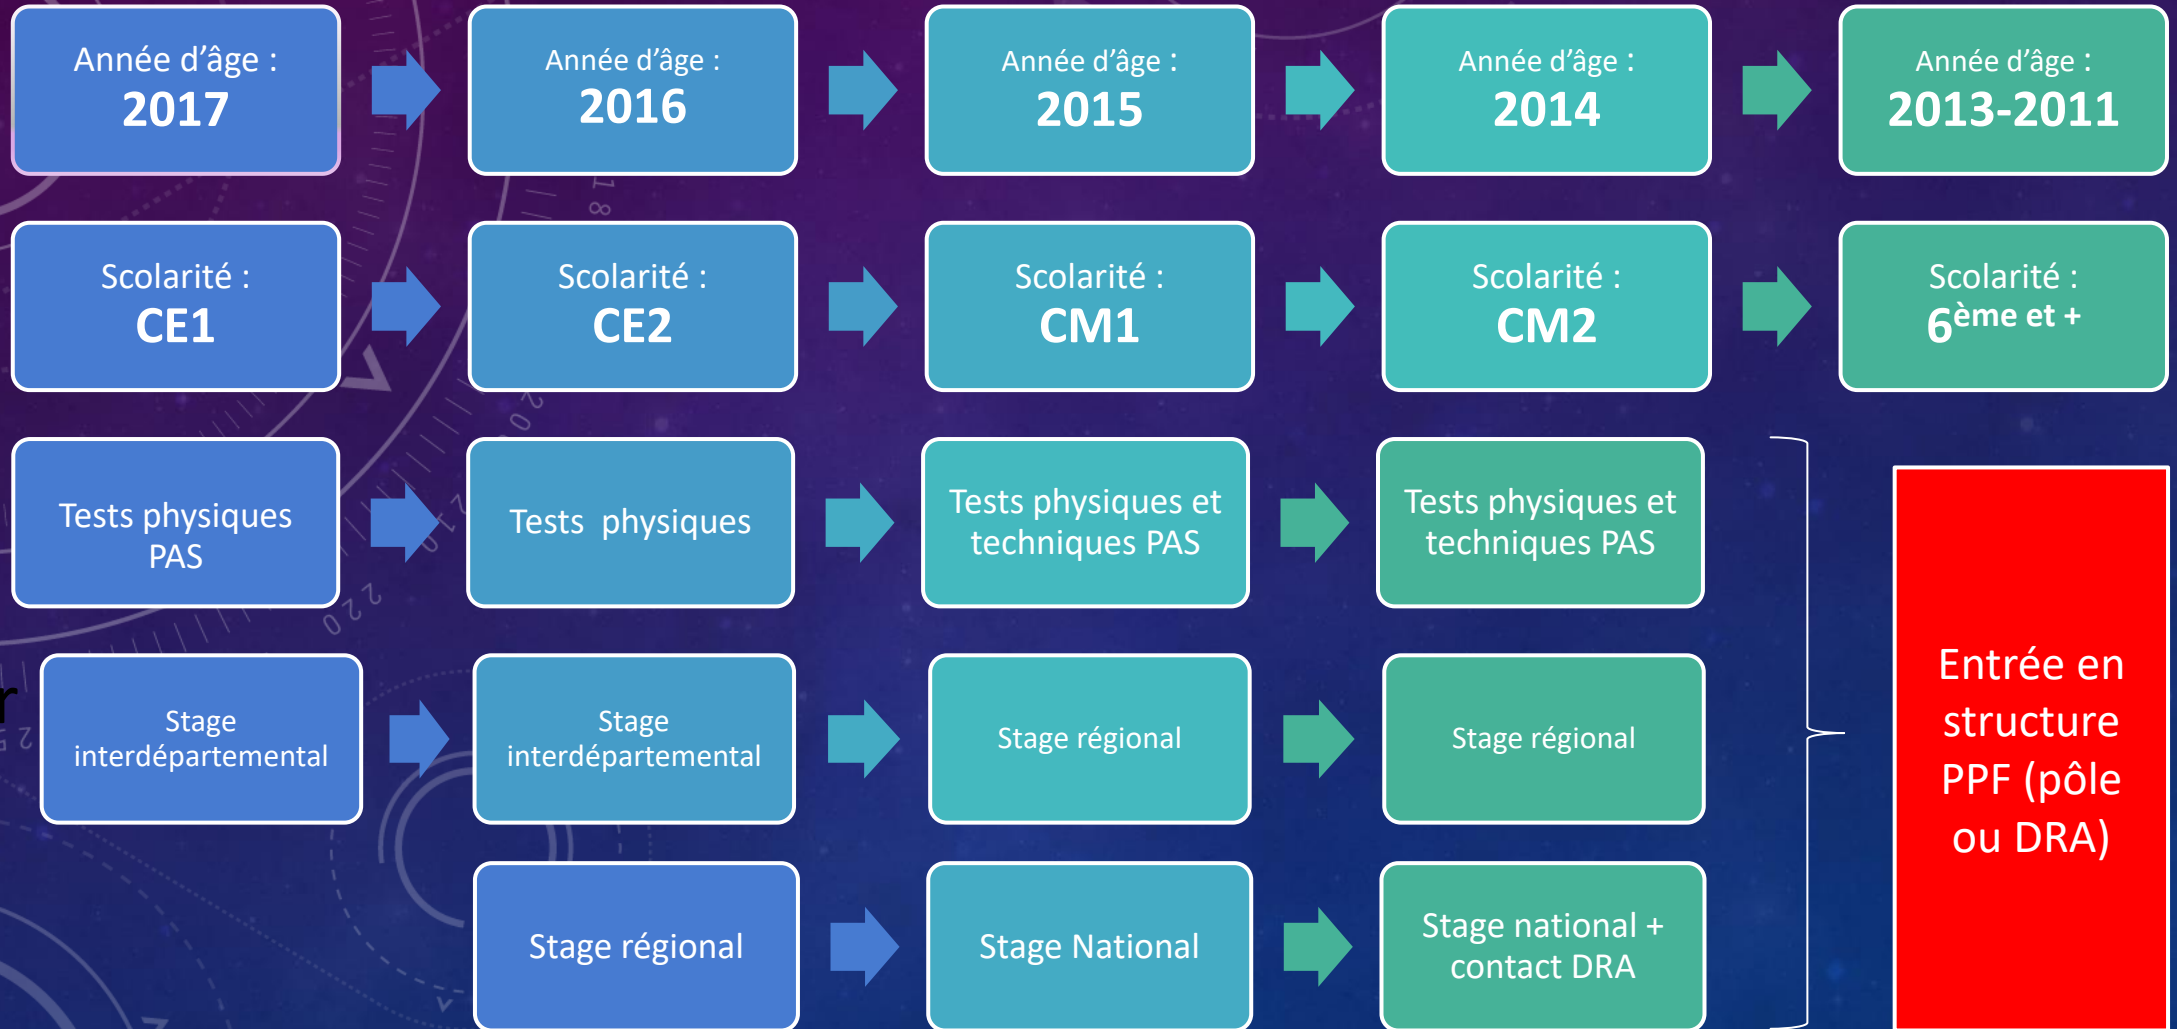 Année d’âge :
2017
Année d’âge :
2016
Année d’âge :
2015
Année d’âge :
2014
Année d’âge :
2013-2011
Scolarité :
CE1
Scolarité :
CE2
Scolarité :
CM1
Scolarité :
CM2
Scolarité :
6ème et +
Tests physiques
PAS
Tests  physiques
Tests physiques et
techniques PAS
Tests physiques et
techniques PAS
r
Stage
interdépartemental
Stage
interdépartemental
Stage régional
Stage régional
Stage régional
Stage National
Stage national +
contact DRA
Entrée en
structure
PPF (pôle
ou DRA)
210
220